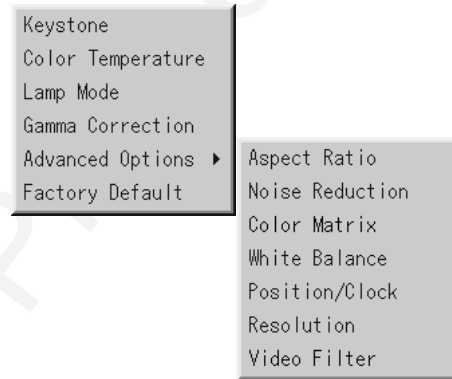 Keystone
Color Temperature
Lamp Mode
Gamma Correction
Advanced Options ▶
Factory Default
Aspect Ratio
Noise Reduction
Color Matrix
White Balance
Position/Clock
Resolution
Video Filter